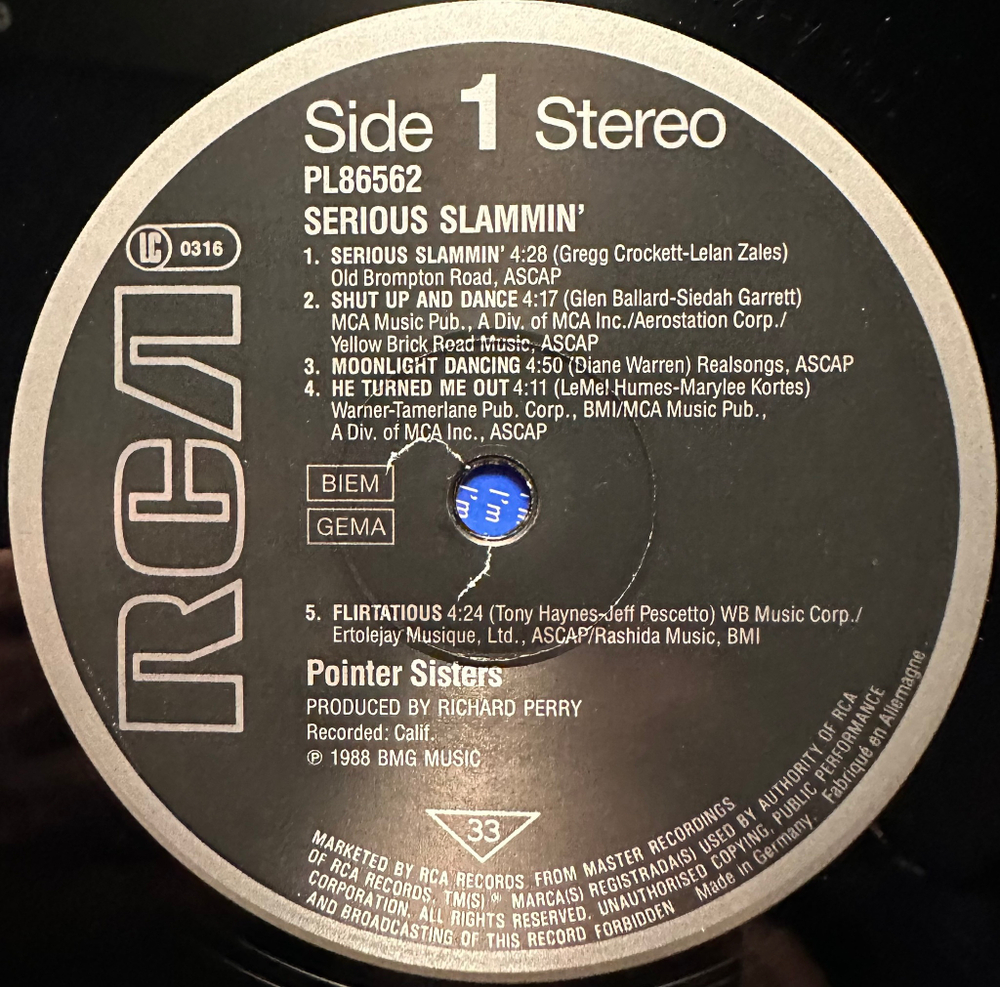 Side 1 Stereo
PL86562
SERIOUS SLAMMIN'
LC 0316
1. SERIOUS SLAMMIN' 4:28 (Gregg Crockett-Lelan Zales)
Old Brompton Road, ASCAP
2. SHUT UP AND DANCE 4:17 (Glen Ballard-Siedah Garrett)
MCA Music Pub., A Div. of MCA Inc./Aerostation Corp./
Yellow Brick Road Music, ASCAP
3. MOONLIGHT DANCING 4:50 (Diane Warren) Realsongs, ASCAP
4. HE TURNED ME OUT 4:11 (LeMel Humes-Marylee Kortes)
Warner-Tamerlane Pub. Corp., BMI/MCA Music Pub.,
A Div. of MCA Inc., ASCAP
RCA
BIEM
GEMA
I'm
5. FLIRTATIOUS 4:24 (Tony Haynes-Jeff Pescetto) WB Music Corp./
Ertolejay Musique, Ltd., ASCAP/Rashida Music, BMI
Pointer Sisters
PRODUCED BY RICHARD PERRY
Recorded: Calif.
℗ 1988 BMG MUSIC
33
MARKETED BY RCA RECORDS, FROM MASTER RECORDINGS
OF RCA RECORDS, TM(S) ® MARCA(S) REGISTRADA(S) USED BY AUTHORITY OF RCA
CORPORATION. ALL RIGHTS RESERVED. UNAUTHORISED COPYING, PUBLIC PERFORMANCE
AND BROADCASTING OF THIS RECORD FORBIDDEN Made in Germany. Fabriqué en Allemagne.